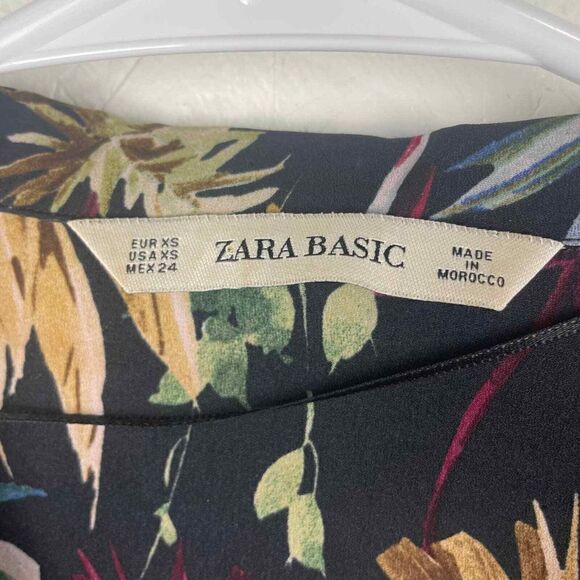 EUR XS
USA XS
MEX 24
ZARA BASIC
MADE
IN
MOROCCO